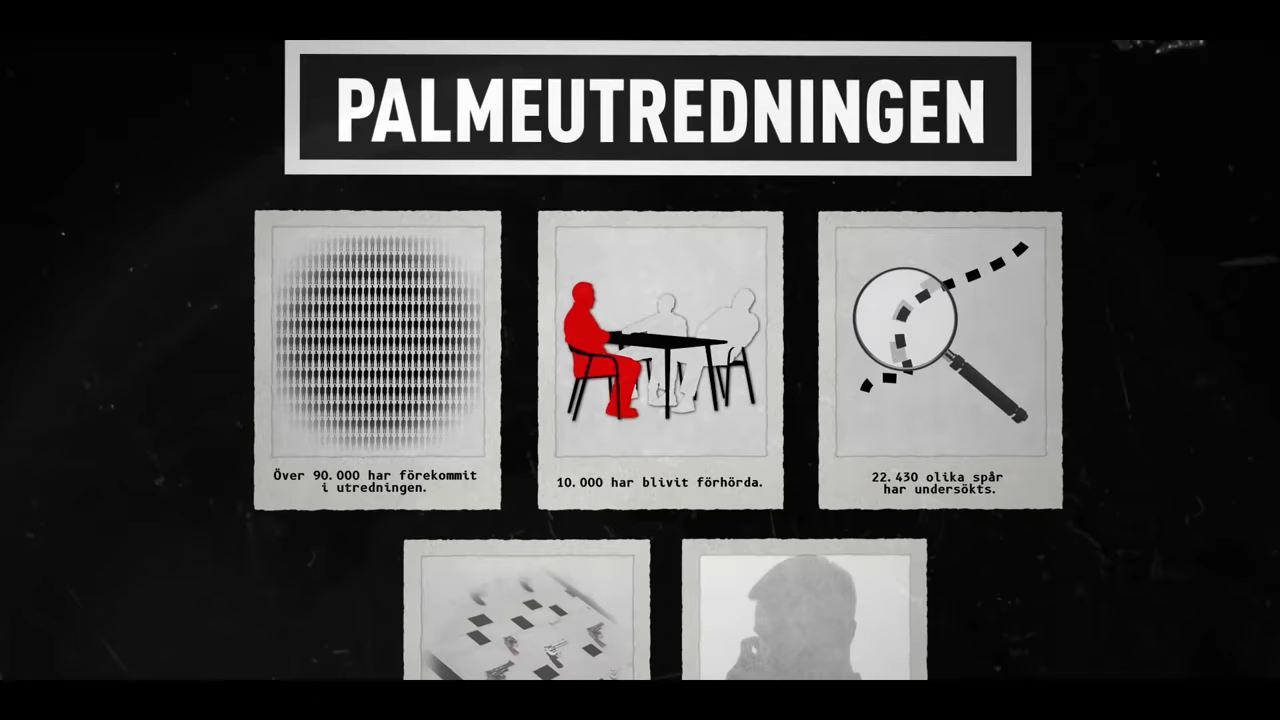 PALMEUTREDNINGEN
Över 90.000 har förekommit
i utredningen.
10.000 har blivit förhörda.
22.430 olika spår
har undersökts.